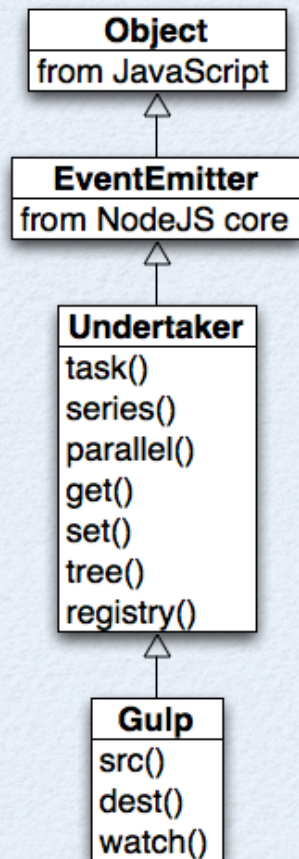 Object
from JavaScript
EventEmitter
from NodeJS core
Undertaker
task()
series()
parallel()
get()
set()
tree()
registry()
Gulp
src()
dest()
watch()